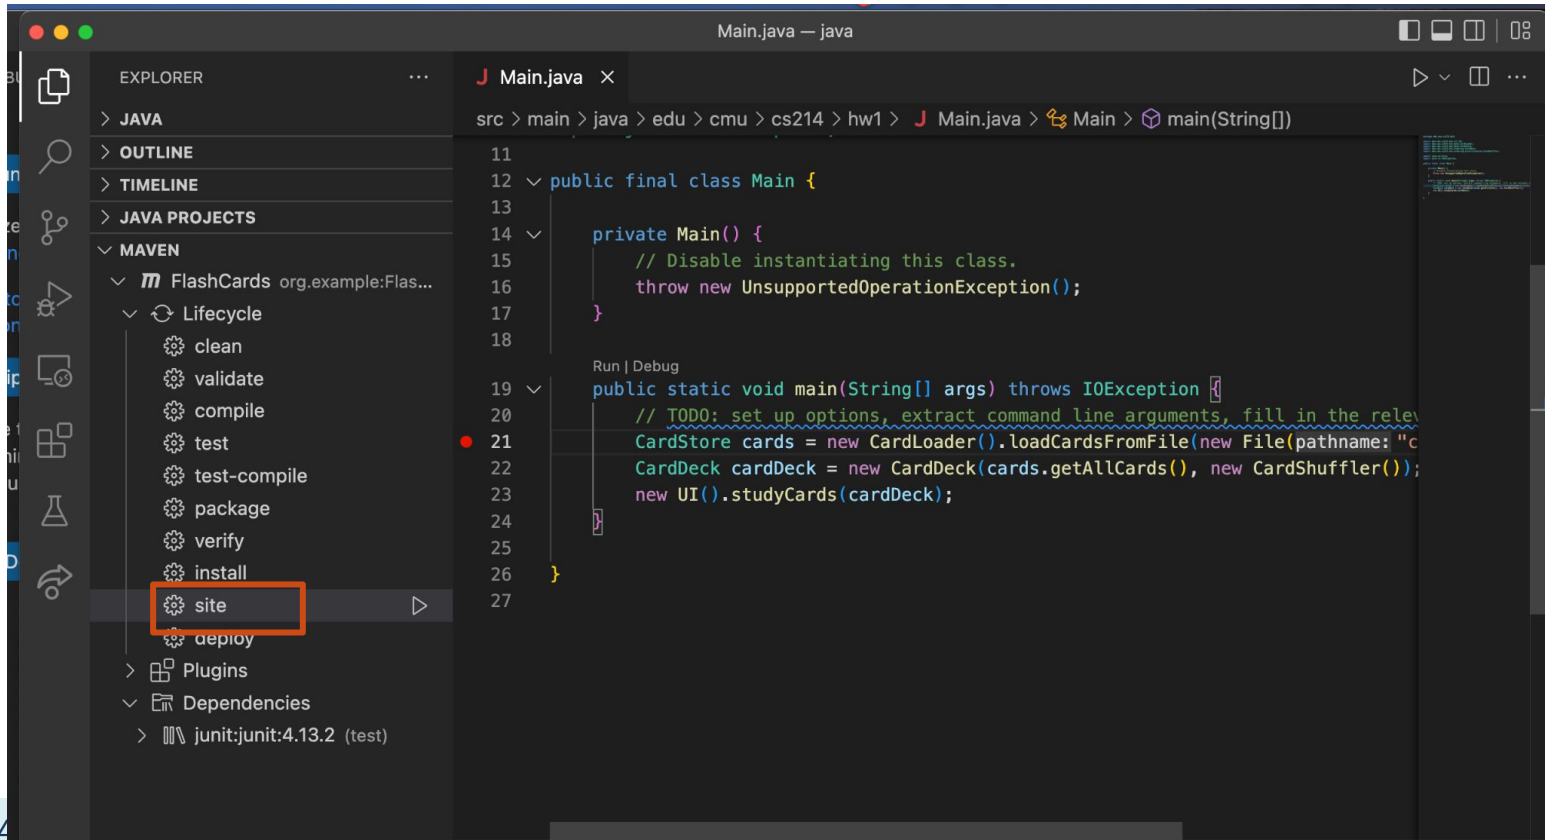 Main.java — java
EXPLORER
JAVA
OUTLINE
TIMELINE
JAVA PROJECTS
MAVEN
FlashCards org.example:Flas...
Lifecycle
clean
validate
compile
test
test-compile
package
verify
install
site
deploy
Plugins
Dependencies
junit:junit:4.13.2 (test)
J Main.java ×
src > main > java > edu > cmu > cs214 > hw1 > J Main.java > Main > main(String[])
11
12 public final class Main {
13
14 private Main() {
15 // Disable instantiating this class.
16 throw new UnsupportedOperationException();
17 }
18
Run | Debug
19 public static void main(String[] args) throws IOException {
20 // TODO: set up options, extract command line arguments, fill in the relev
21 CardStore cards = new CardLoader().loadCardsFromFile(new File(pathname: "c
22 CardDeck cardDeck = new CardDeck(cards.getAllCards(), new CardShuffler());
23 new UI().studyCards(cardDeck);
24 }
25
26 }
27